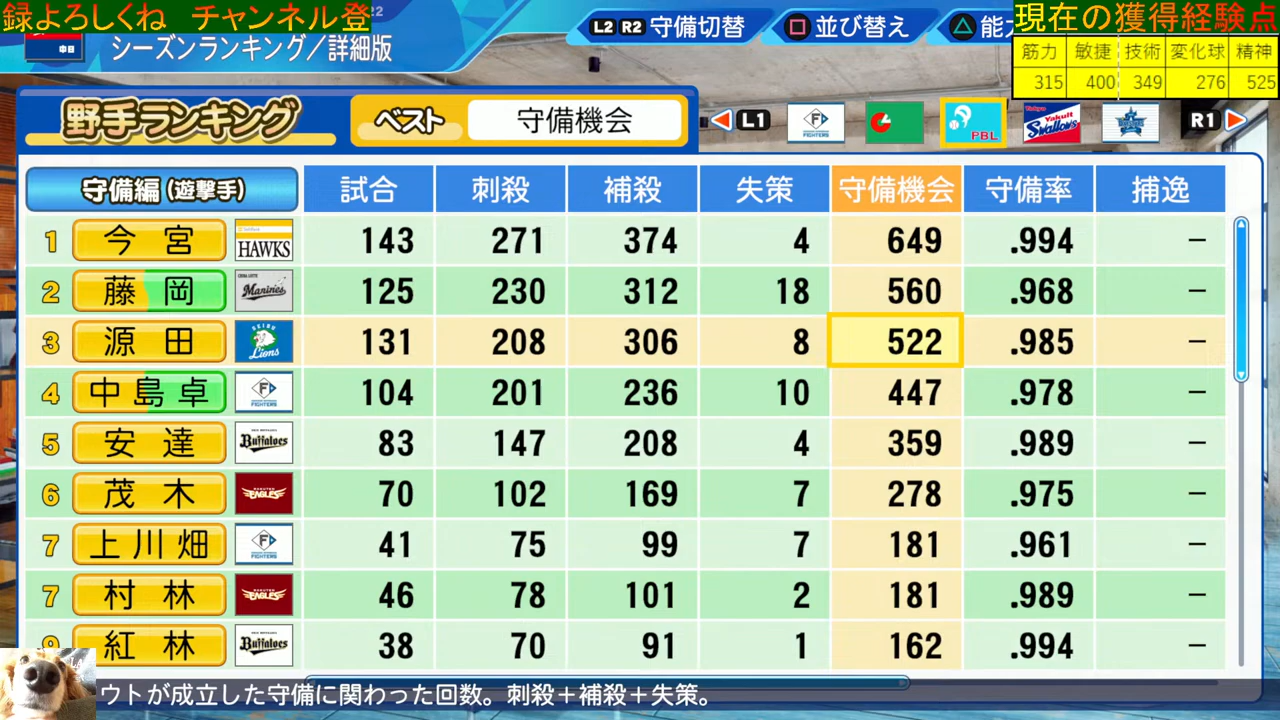 録よろしくね チャンネル登
22
中日
シーズンランキング／詳細版
L2 R2 守備切替
並び替え
現在の獲得経験点
筋力 敏捷 技術 変化球 精神
315 400 349 276 525
野手ランキング
ベスト 守備機会
L1 FIGHTERS PBL Yakult Swallows R1
守備編(遊撃手) 試合 刺殺 補殺 失策 守備機会 守備率 捕逸
1 今宮 HAWKS 143 271 374 4 649 .994 －
2 藤岡 Marines 125 230 312 18 560 .968 －
3 源田 SEIBU Lions 131 208 306 8 522 .985 －
4 中島卓 F FIGHTERS 104 201 236 10 447 .978 －
5 安達 Buffaloes 83 147 208 4 359 .989 －
6 茂木 EAGLES 70 102 169 7 278 .975 －
7 上川畑 F FIGHTERS 41 75 99 7 181 .961 －
7 村林 EAGLES 46 78 101 2 181 .989 －
9 紅林 Buffaloes 38 70 91 1 162 .994 －
ウトが成立した守備に関わった回数。刺殺＋補殺＋失策。